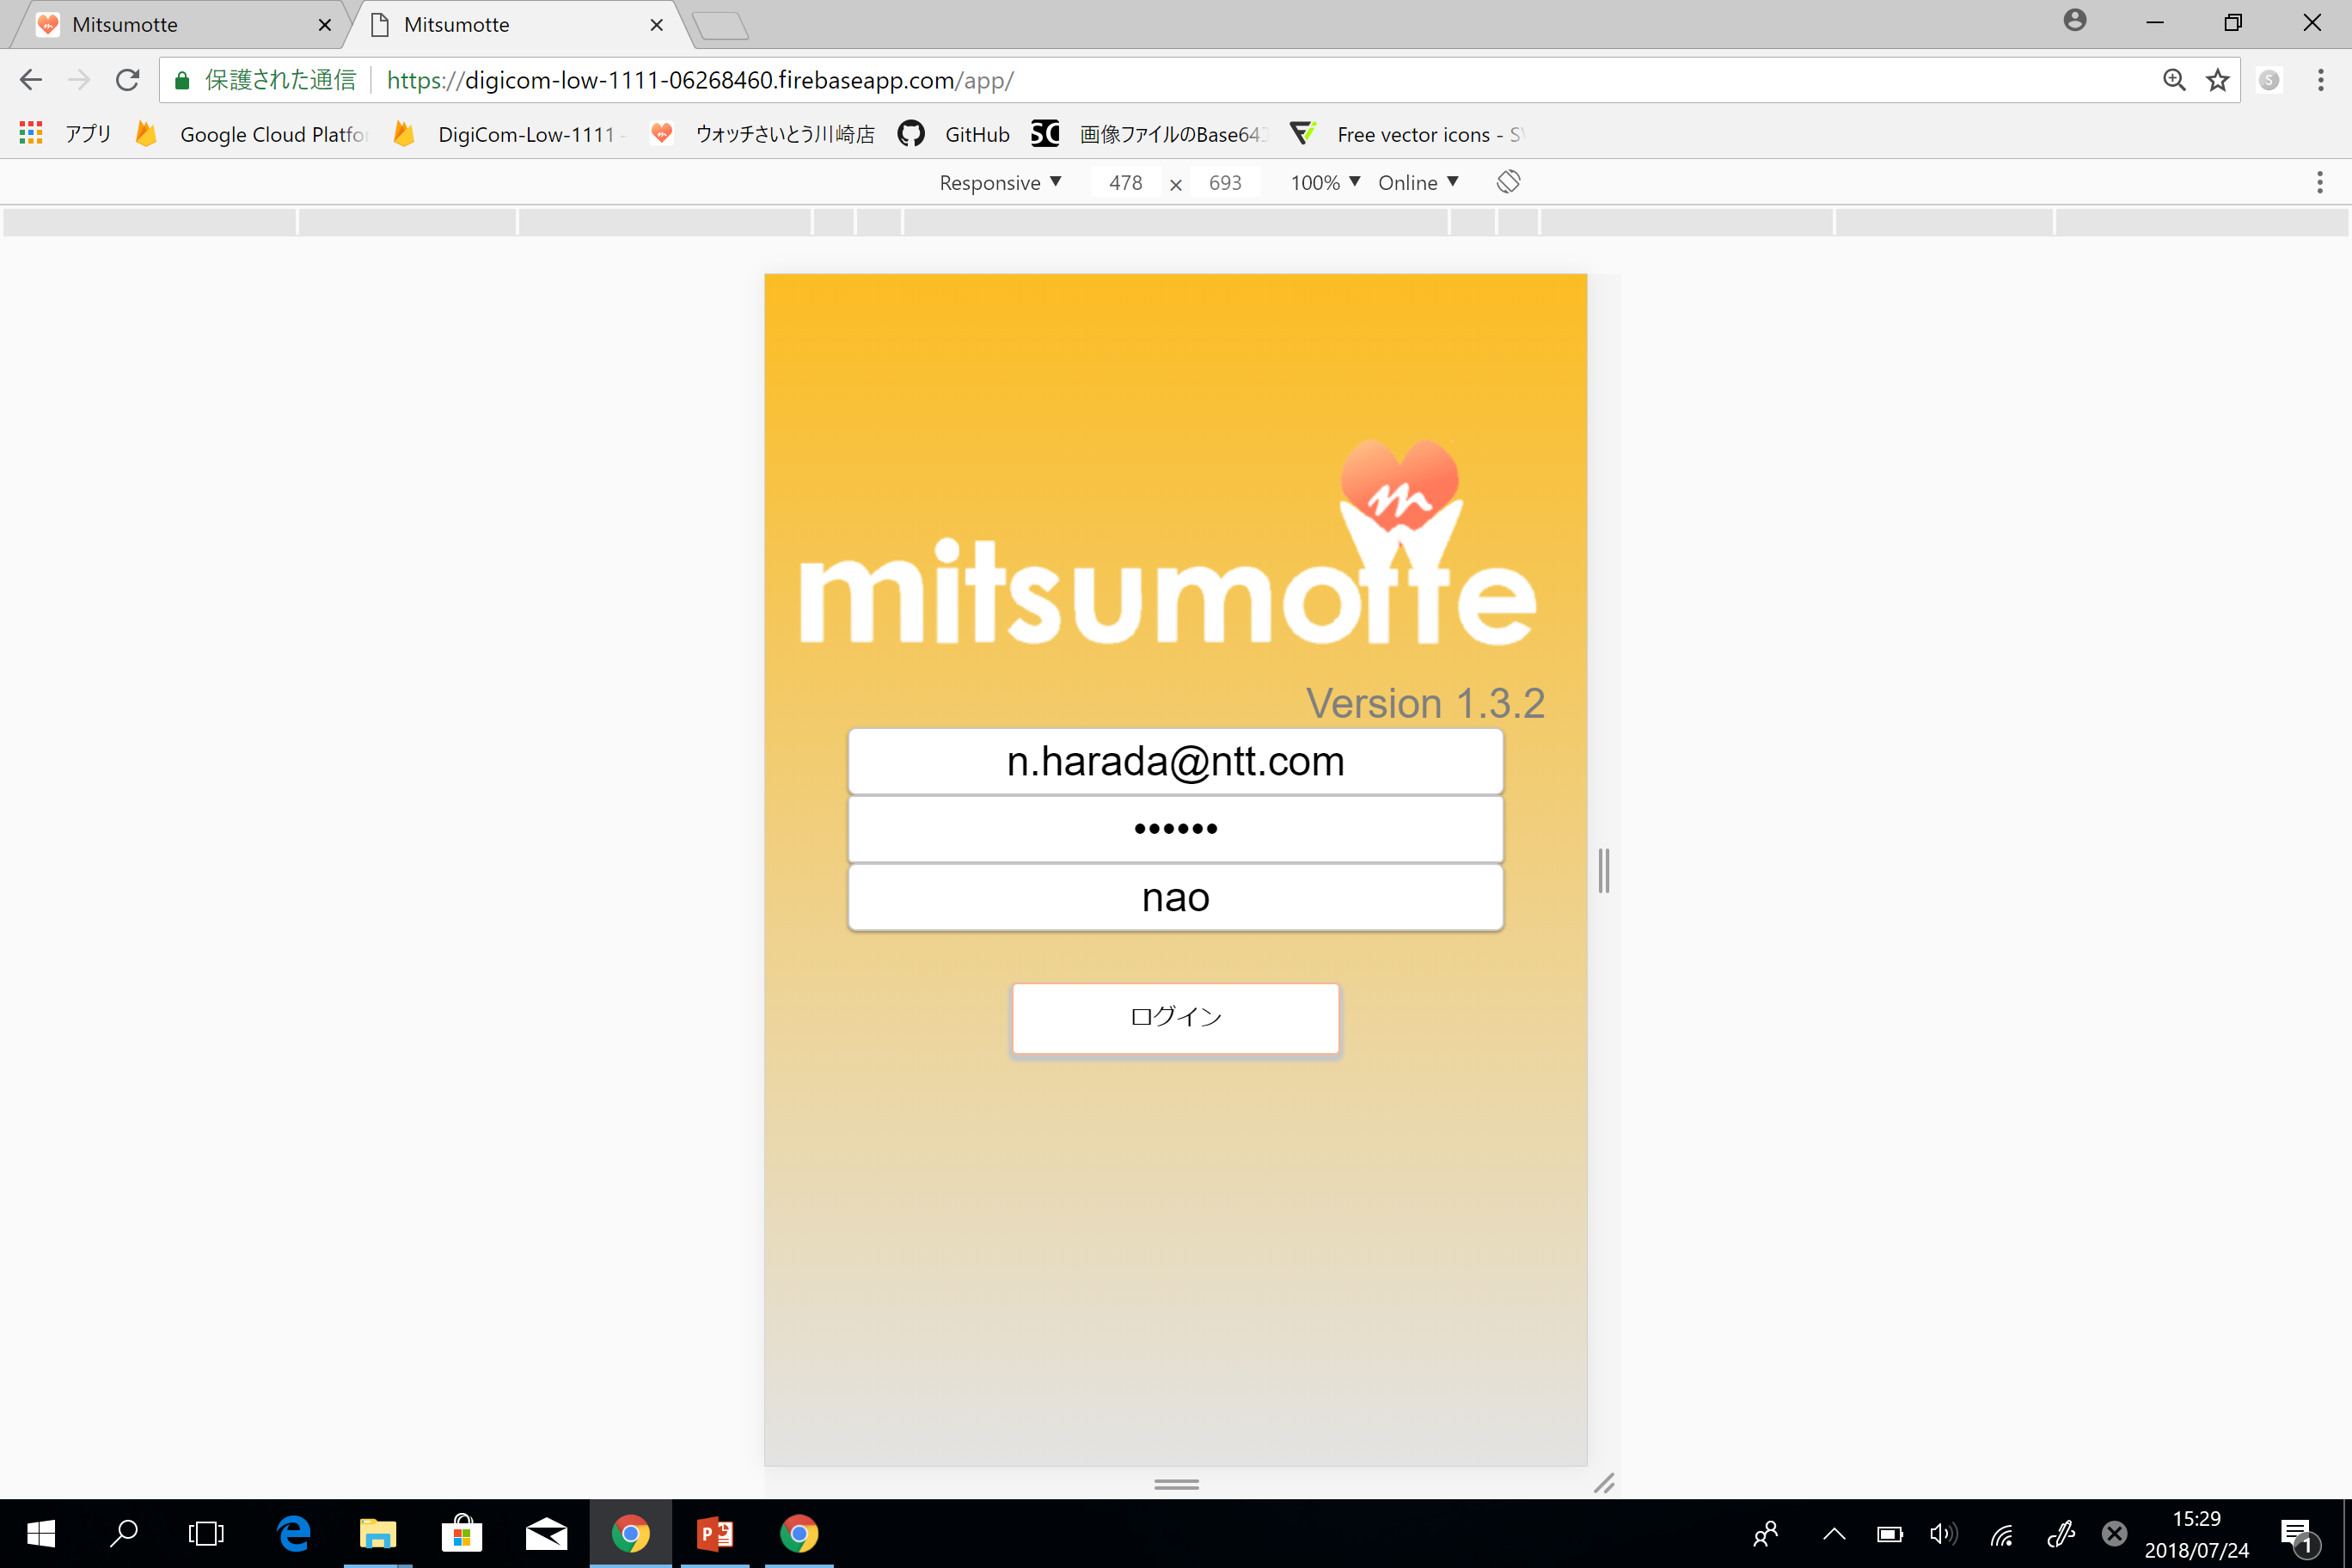 Mitsumotte
Mitsumotte
保護された通信 https://digicom-low-1111-06268460.firebaseapp.com/app/
アプリ Google Cloud DigiCom-Low-1111 - ウォッチさいとう川崎店 GitHub 画像ファイルのBase64 Free vector icons -
Responsive ▼ 478 × 693 100% ▼ Online ▼
mitsumotte
Version 1.3.2
n.harada@ntt.com
••••••
nao
ログイン
15:29
2018/07/24
1